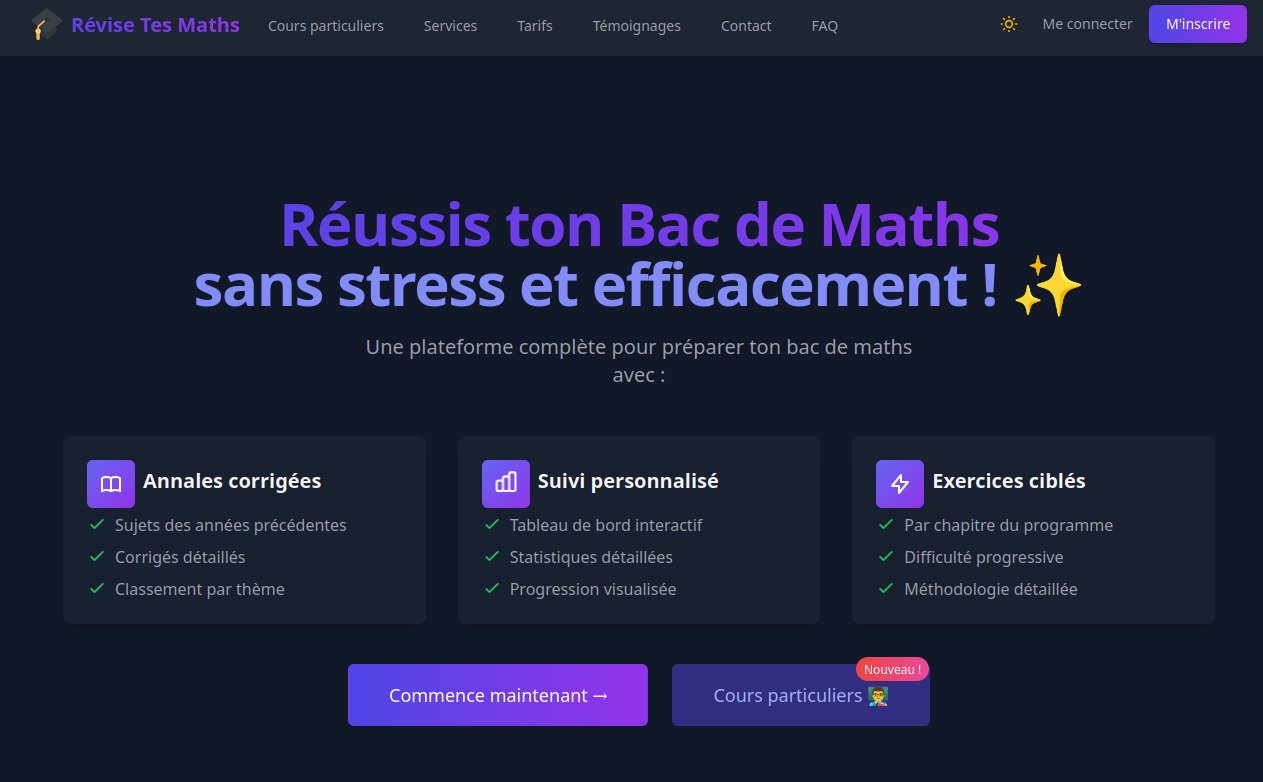 Révise Tes Maths
Cours particuliers
Services
Tarifs
Témoignages
Contact
FAQ
Me connecter
M'inscrire
Réussis ton Bac de Maths
sans stress et efficacement ! ✨
Une plateforme complète pour préparer ton bac de maths
avec :
Annales corrigées
Sujets des années précédentes
Corrigés détaillés
Classement par thème
Suivi personnalisé
Tableau de bord interactif
Statistiques détaillées
Progression visualisée
Exercices ciblés
Par chapitre du programme
Difficulté progressive
Méthodologie détaillée
Commence maintenant →
Nouveau !
Cours particuliers 👨‍🏫